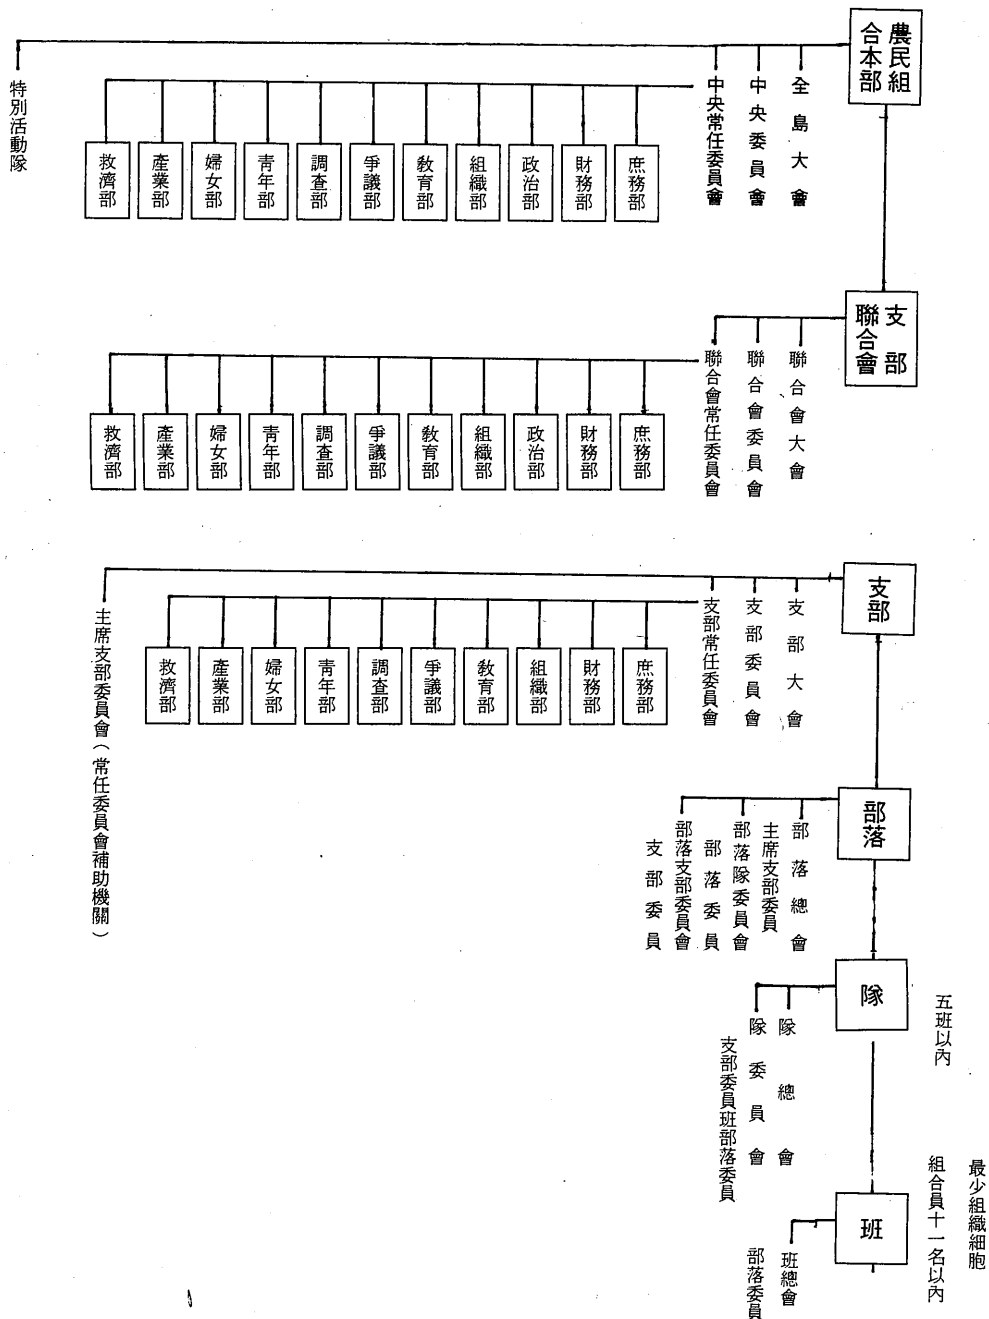 農民組
合本部
全島大會
中央委員會
中央常任委員會
庶務部
財務部
政治部
組織部
教育部
爭議部
調查部
青年部
婦女部
產業部
救濟部
特別活動隊
支部
聯合會
聯合會大會
聯合會委員會
聯合會常任委員會
庶務部
財務部
政治部
組織部
教育部
爭議部
調查部
青年部
婦女部
產業部
救濟部
支部
支部大會
支部委員會
支部常任委員會
庶務部
財務部
組織部
教育部
爭議部
調查部
青年部
婦女部
產業部
救濟部
主席支部委員會(常任委員會補助機關)
部落
部落總會
主席支部委員
部落隊委員會
部落委員
部落支部委員會
支部委員
五班以內
隊
隊總會
隊委員會
支部委員班部落委員
最少組織細胞
組合員十一名以內
班
班總會
部落委員